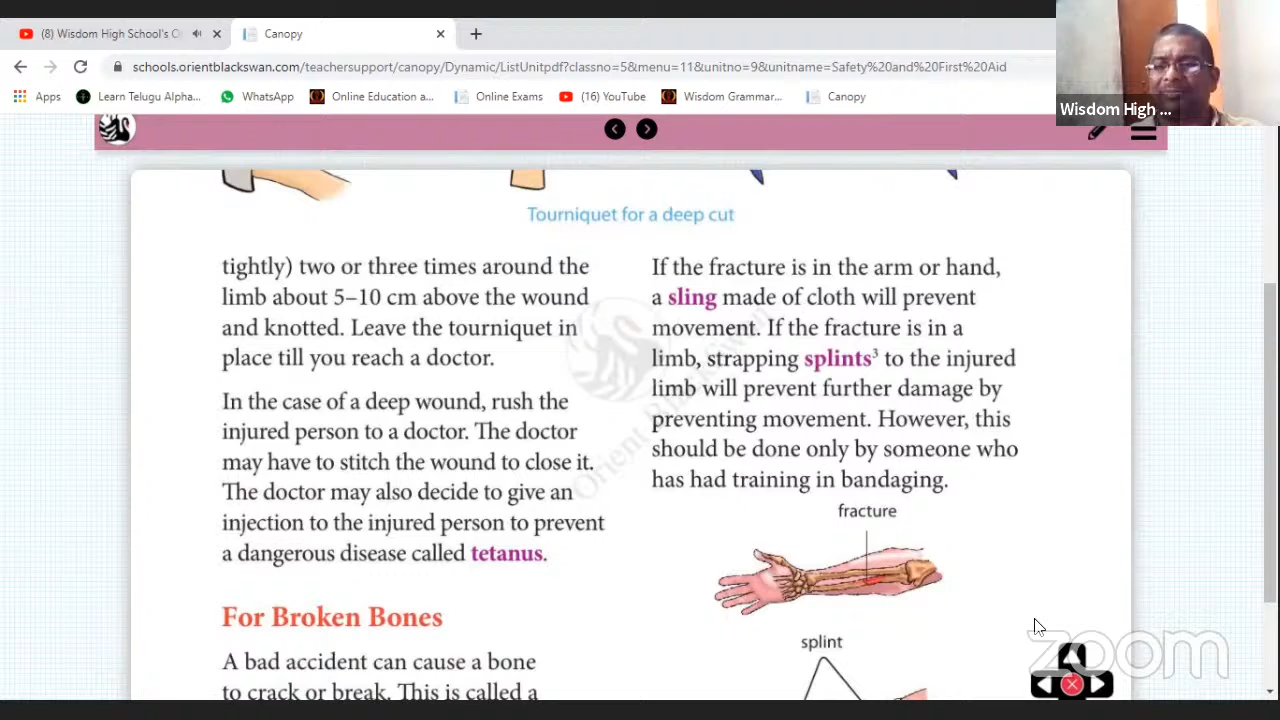 (8) Wisdom High School's O
Canopy
schools.orientblackswan.com/teachersupport/canopy/DynamicListUnitpdf?classno=5&menu=11&unitno=9&unitname=Safety%20and%20First%20Aid
Apps
Learn Telugu Alpha...
WhatsApp
Online Education a...
Online Exams
(16) YouTube
Wisdom Grammar...
Canopy
Wisdom High ...
Tourniquet for a deep cut
tightly) two or three times around the
limb about 5–10 cm above the wound
and knotted. Leave the tourniquet in
place till you reach a doctor.
In the case of a deep wound, rush the
injured person to a doctor. The doctor
may have to stitch the wound to close it.
The doctor may also decide to give an
injection to the injured person to prevent
a dangerous disease called tetanus.
For Broken Bones
A bad accident can cause a bone
to crack or break. This is called a
If the fracture is in the arm or hand,
a sling made of cloth will prevent
movement. If the fracture is in a
limb, strapping splints³ to the injured
limb will prevent further damage by
preventing movement. However, this
should be done only by someone who
has had training in bandaging.
fracture
splint
Orient BlackSwan
zoom